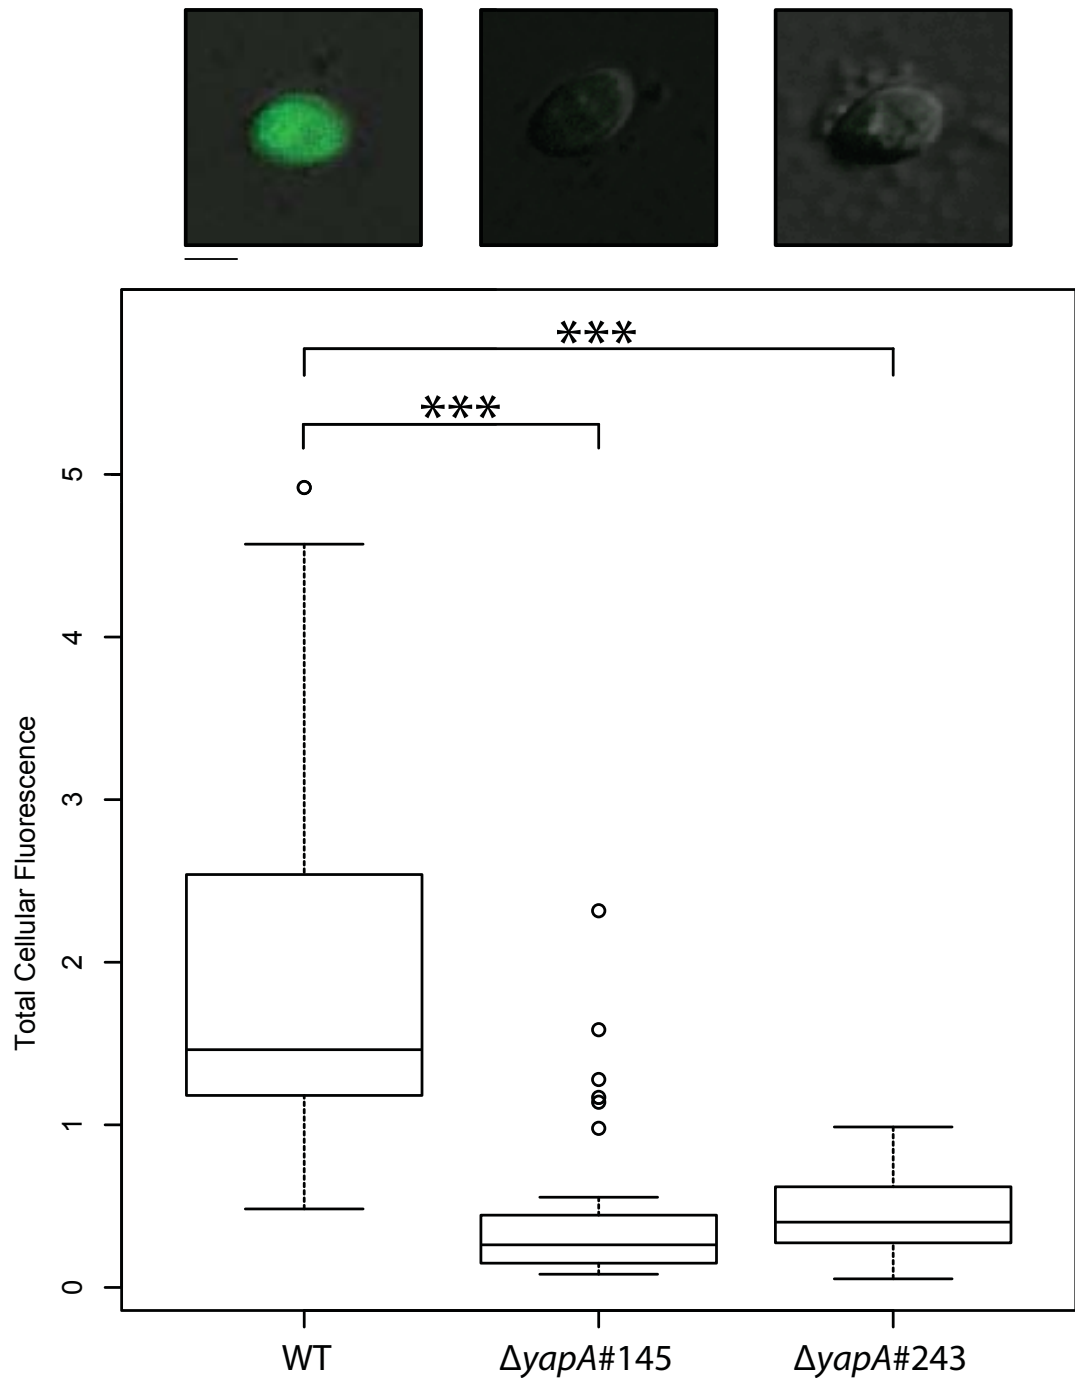 ***
***
5
4
3
2
1
0
Total Cellular Fluorescence
WT
ΔyapA#145
ΔyapA#243